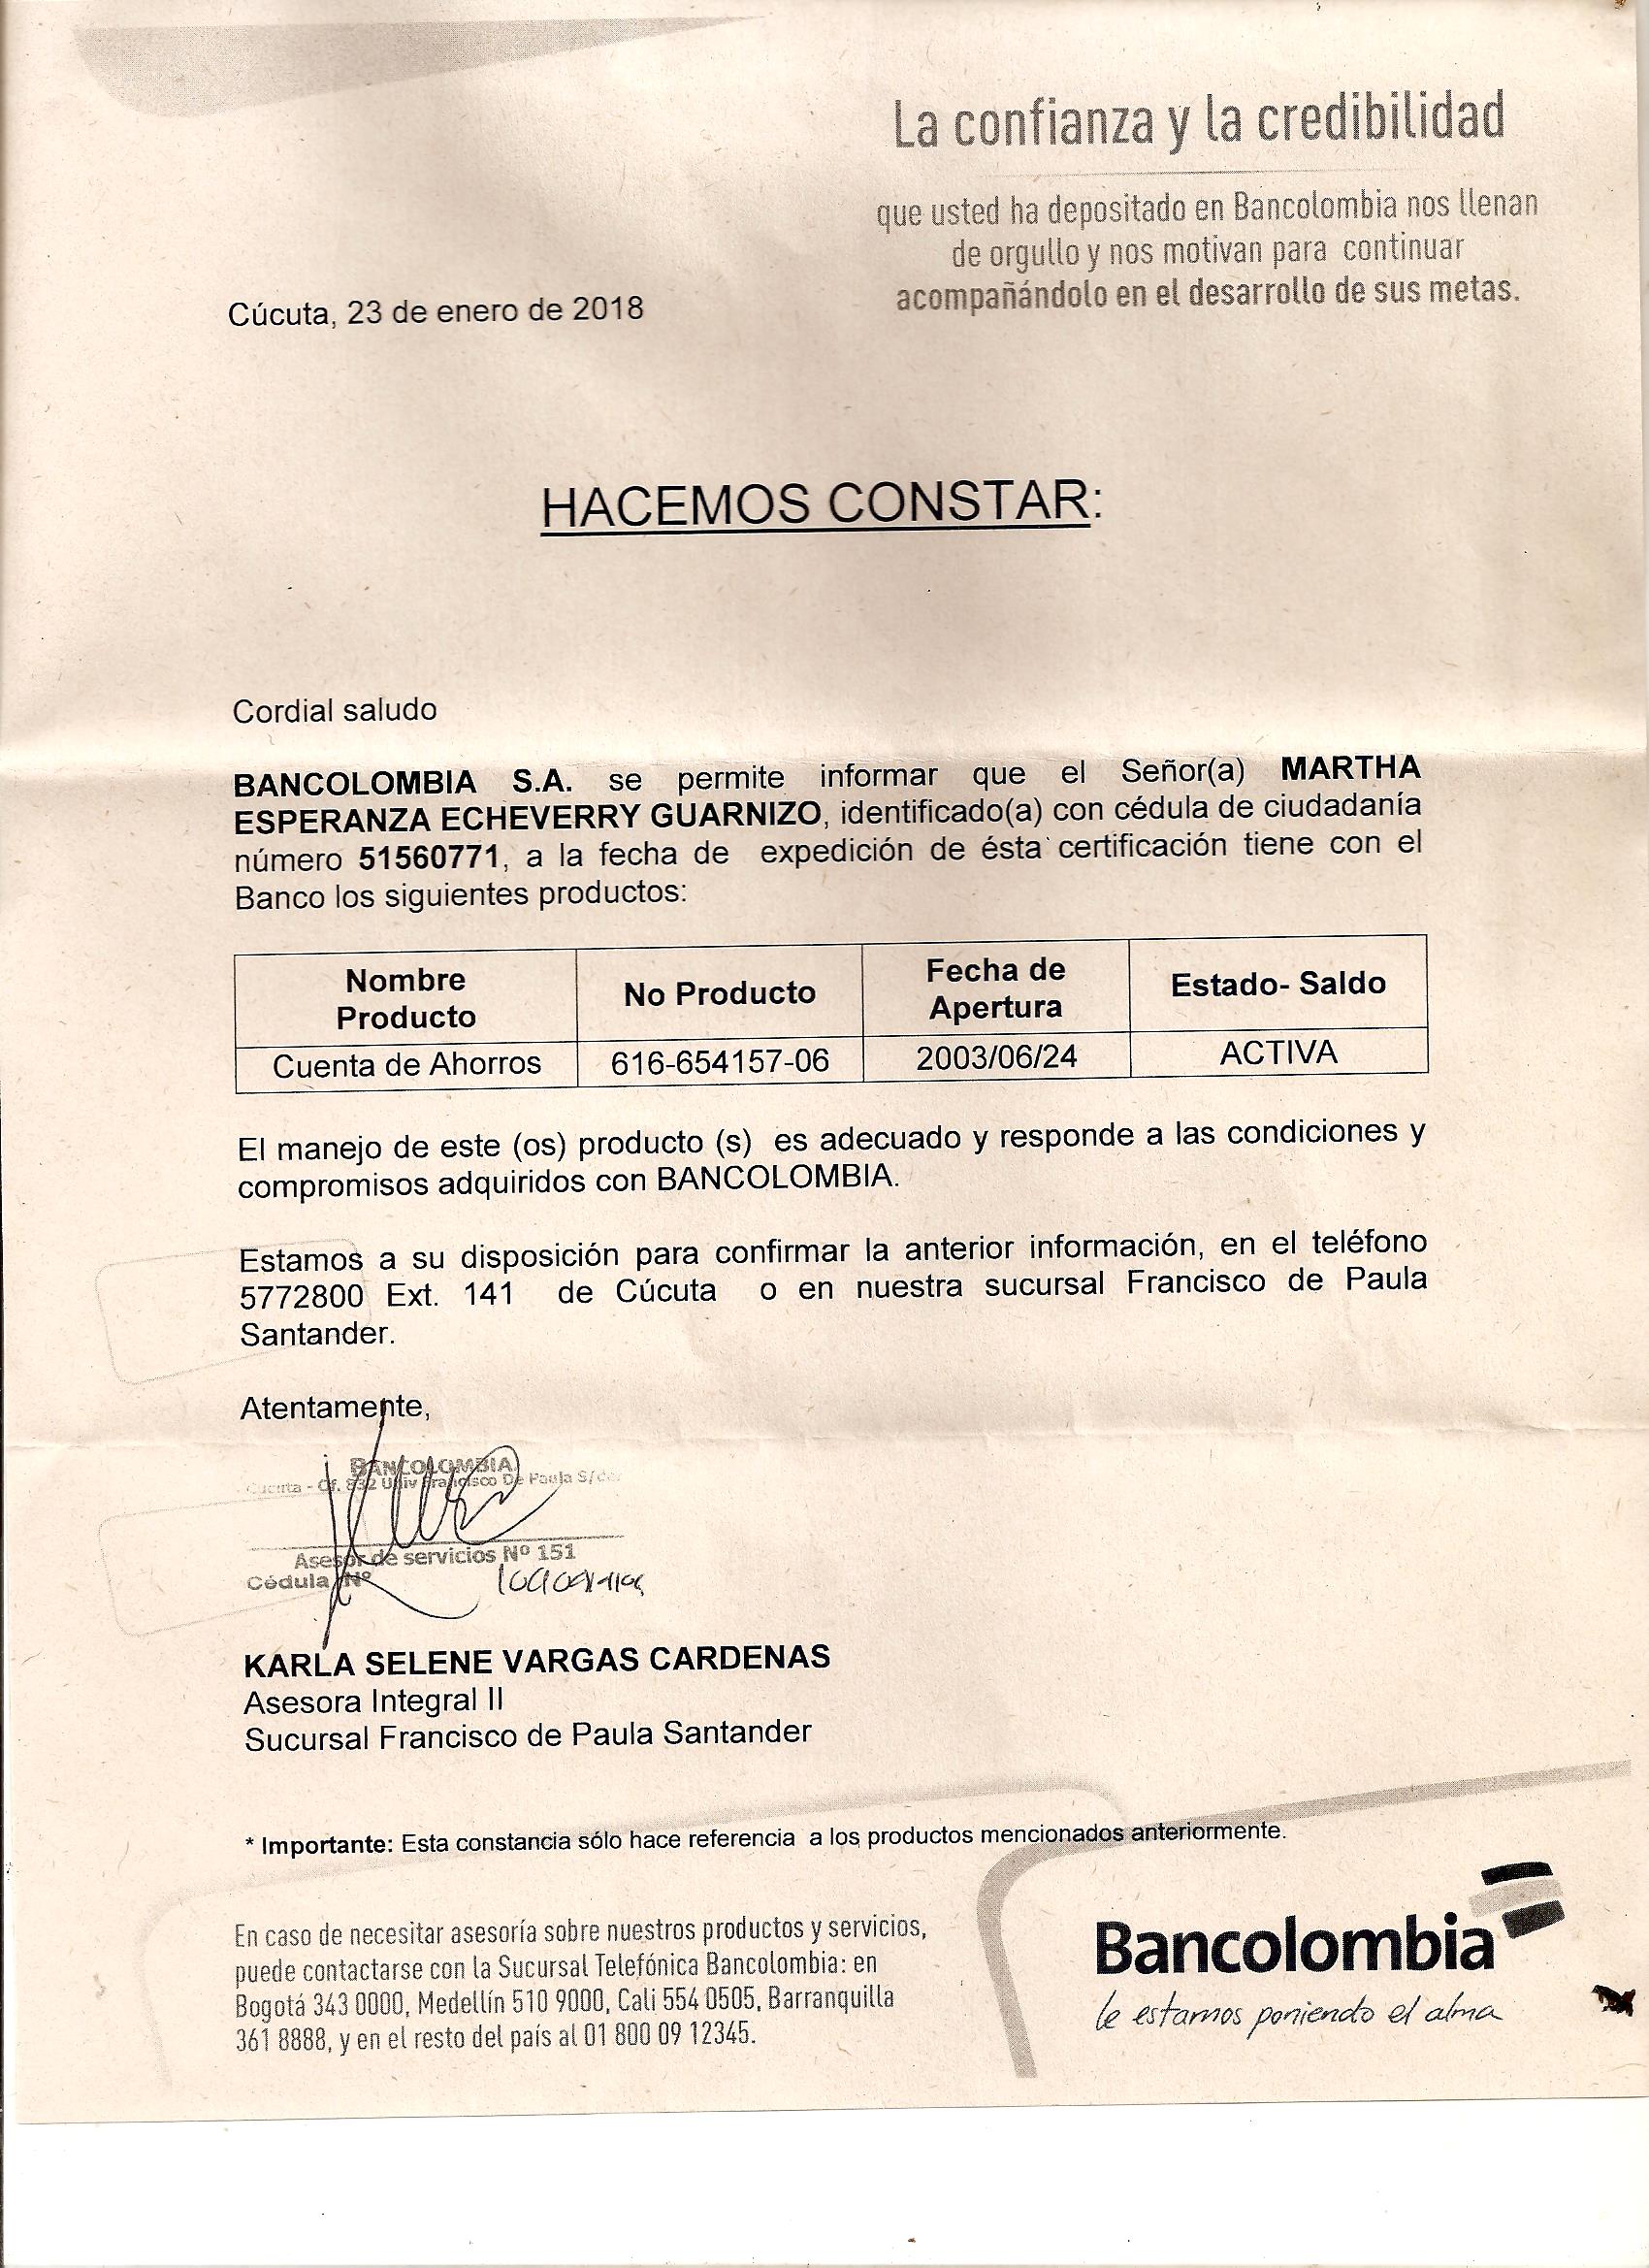 La confianza y la credibilidad
que usted ha depositado en Bancolombia nos llenan
de orgullo y nos motivan para continuar
acompañándolo en el desarrollo de sus metas.
Cúcuta, 23 de enero de 2018
HACEMOS CONSTAR:
Cordial saludo
BANCOLOMBIA S.A. se permite informar que el Señor(a) MARTHA
ESPERANZA ECHEVERRY GUARNIZO, identificado(a) con cédula de ciudadanía
número 51560771, a la fecha de expedición de ésta certificación tiene con el
Banco los siguientes productos:
Nombre Producto No Producto Fecha de Apertura Estado- Saldo
Cuenta de Ahorros 616-654157-06 2003/06/24 ACTIVA
El manejo de este (os) producto (s) es adecuado y responde a las condiciones y
compromisos adquiridos con BANCOLOMBIA.
Estamos a su disposición para confirmar la anterior información, en el teléfono
5772800 Ext. 141 de Cúcuta o en nuestra sucursal Francisco de Paula
Santander.
Atentamente,
BANCOLOMBIA
Cúcuta - Of. 832 Univ Francisco De Paula S/der
Asesor de servicios Nº 151
Cédula Nº
KARLA SELENE VARGAS CARDENAS
Asesora Integral II
Sucursal Francisco de Paula Santander
* Importante: Esta constancia sólo hace referencia a los productos mencionados anteriormente.
En caso de necesitar asesoría sobre nuestros productos y servicios,
puede contactarse con la Sucursal Telefónica Bancolombia: en
Bogotá 343 0000, Medellín 510 9000, Cali 554 0505, Barranquilla
361 8888, y en el resto del país al 01 800 09 12345.
Bancolombia
le estamos poniendo el alma